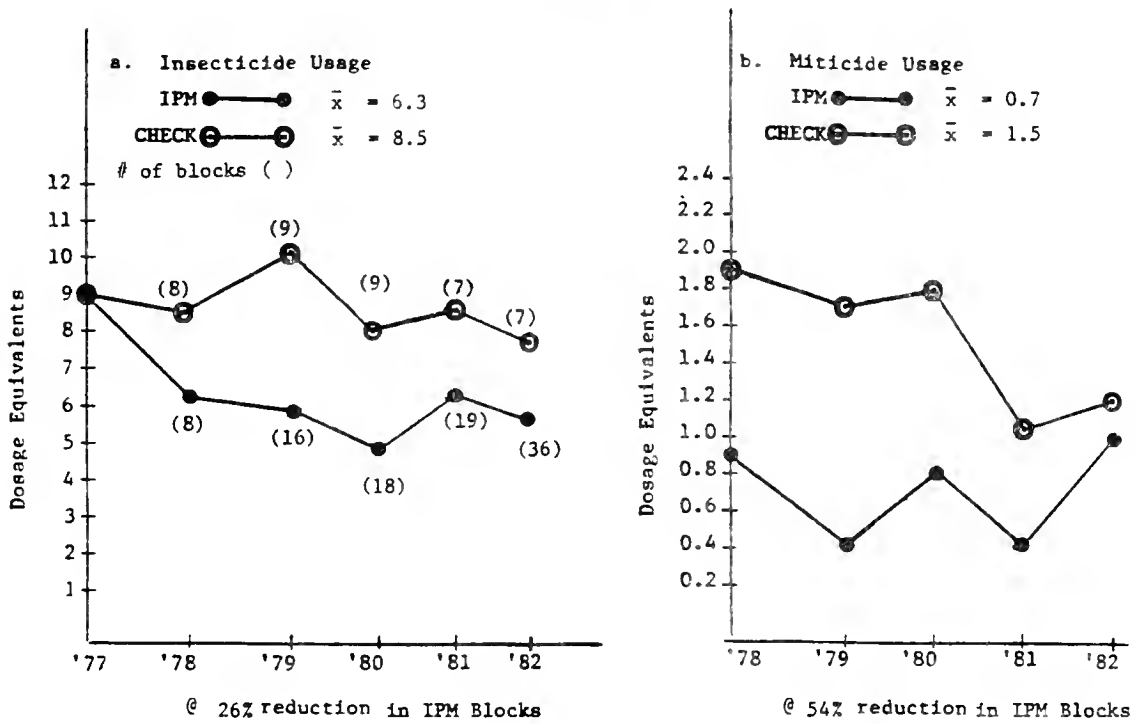 a. Insecticide Usage
IPM x̄ = 6.3
CHECK x̄ = 8.5
# of blocks ( )
12
11
10
9
8
7
6
5
4
3
2
1
Dosage Equivalents
(8)
(9)
(9)
(7)
(7)
(8)
(16)
(18)
(19)
(36)
'77 '78 '79 '80 '81 '82
@ 26% reduction in IPM Blocks
b. Miticide Usage
IPM x̄ = 0.7
CHECK x̄ = 1.5
2.4
2.2
2.0
1.8
1.6
1.4
1.2
1.0
0.8
0.6
0.4
0.2
Dosage Equivalents
'78 '79 '80 '81 '82
@ 54% reduction in IPM Blocks